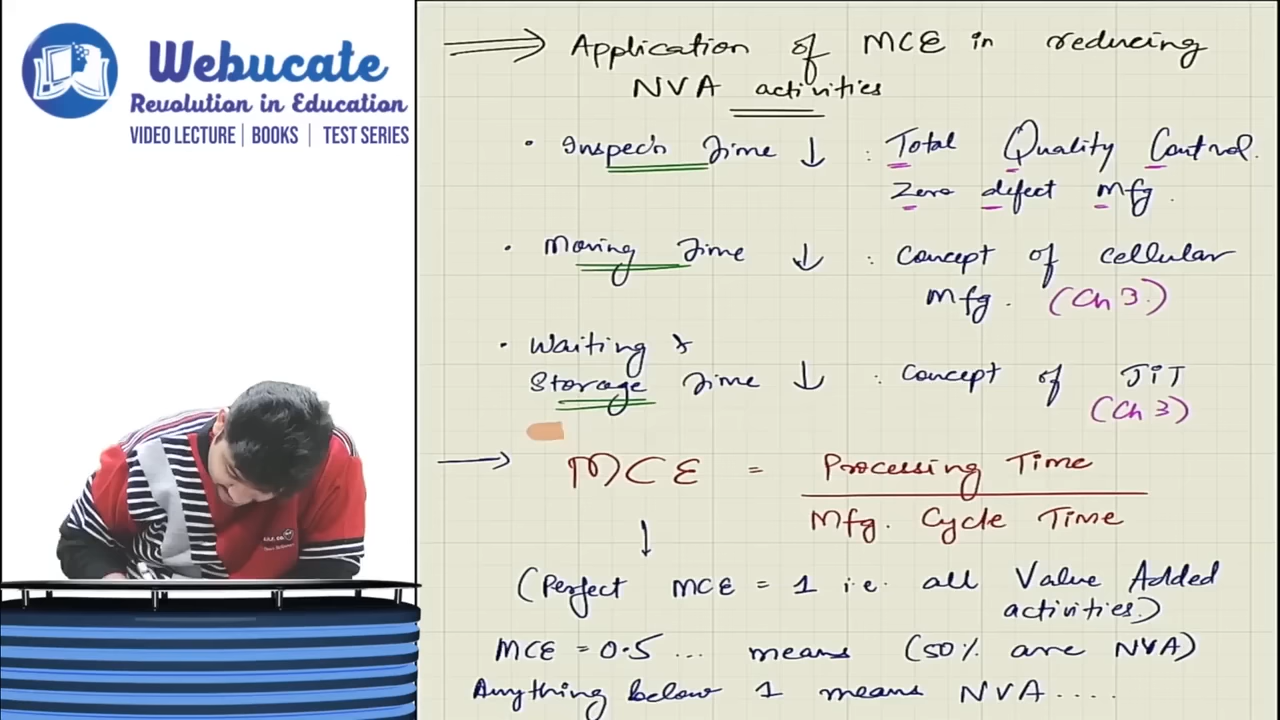 Webucate
Revolution in Education
VIDEO LECTURE | BOOKS | TEST SERIES
⇒ Application of MCE in reducing
NVA activities
• Inspecn Time ↓ : Total Quality Control.
Zero defect Mfg.
• Moving Time ↓ : Concept of cellular
Mfg. (Ch 3.)
• Waiting &
Storage Time ↓ : Concept of JiT
(Ch 3)
→ MCE = Processing Time
Mfg. Cycle Time
↓
(Perfect MCE = 1 i.e. all Value Added
activities)
MCE = 0.5 ... means (50% are NVA)
Anything below 1 means NVA ....